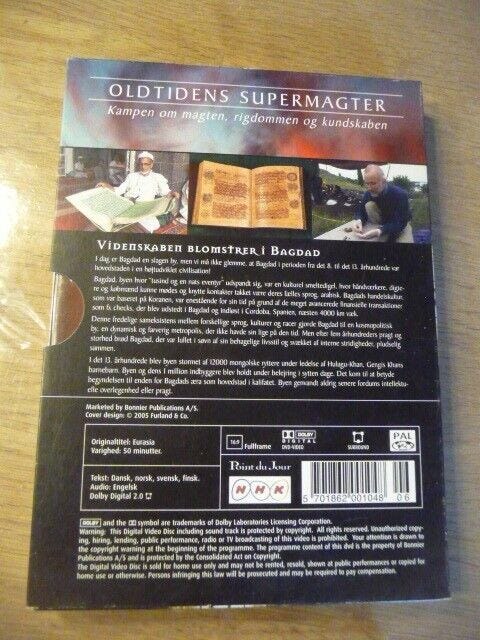 OLDTIDENS SUPERMAGTER
Kampen om magten, rigdommen og kundskaben
VIDENSKABEN BLOMSTRER I BAGDAD
I dag er Bagdad en slagen by, men vi må ikke glemme, at Bagdad i perioden fra det 8. til det 13. århundrede var
hovedstaden i en højtudviklet civilisation!
Bagdad, byen hvor "tusind og en nats eventyr" udspandt sig, var en kulturel smeltedigel, hvor håndværkere, digte-
re og købmænd kunne mødes og knytte kontakter takket være deres fælles sprog, arabisk. Bagdads handelskultur,
som var baseret på Koranen, var enestående for sin tid på grund af de meget avancerede finansielle transaktioner
som fx. checks, der blev udstedt i Bagdad og indløst i Cordoba, Spanien, næsten 4000 km væk.
Denne fredelige sameksistens mellem forskellige sprog, kulturer og racer gjorde Bagdad til en kosmopolitisk
by, en dynamisk og farverig metropolis, der ikke havde sin lige på den tid. Men efter fem århundreders pragt og
storhed brud Bagdad, der var lullet i søvn af sin behagelige livsstil og svækket af interne stridigheder, pludselig
sammen.
I det 13. århundrede blev byen stormet af 12000 mongolske ryttere under ledelse af Hulagu-Khan, Gengis Khans
barnebarn. Byen og dens 1 million indbyggere blev holdt under belejring i sytten dage. Det kom til at betyde
begyndelsen til enden for Bagdads æra som hovedstad i kalifatet. Byen genvandt aldrig senere fordums intellektu-
elle overlegenhed eller pragt.
Marketed by Bonnier Publications A/S.
Cover design: © 2005 Furland & Co.
Originaltitel: Eurasia
Varighed: 50 minutter.
Tekst: Dansk, norsk, svensk, finsk.
Audio: Engelsk
Dolby Digital 2.0
16:9 Fullframe
DOLBY
DIGITAL
DVD-VIDEO
SURROUND
PAL
2
Point du Jour
NHK
5 701862 001048 06
DOLBY and the symbol are trademarks of Dolby Laboratories Licensing Corporation.
Warning: This Digital Video Disc including sound track is protected by copyright. All rights reserved. Unauthorized copy-
ing, hiring, lending, public performance, radio or TV broadcasting of this video is prohibited. Your attention is drawn to
the copyright warning at the beginning of the programme. The programme content of this dvd is the property of Bonnier
Publications A/S and is protected by the Consolidated Act on Copyright.
The Digital Video Disc is for home use only and may not be rented, resold, shown at public performances or copied for
home use or otherwise. Persons infringing this law will be prosecuted and may be required to pay compensation.